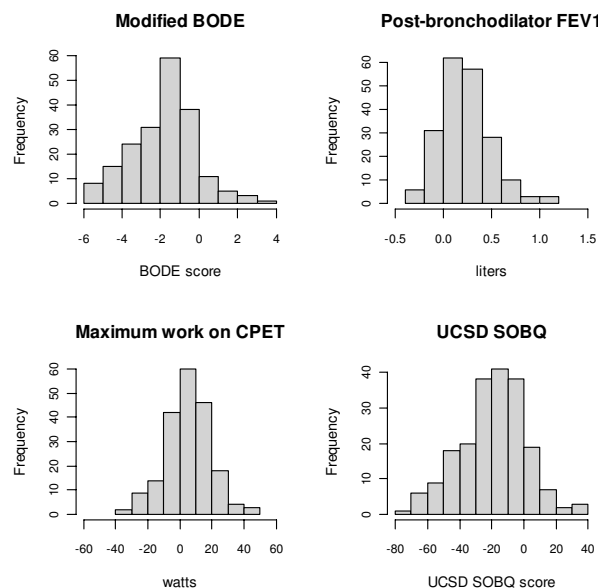 Modified BODE
Frequency
0 10 20 30 40 50 60
-6 -4 -2 0 2 4
BODE score
Post-bronchodilator FEV1
Frequency
0 10 20 30 40 50 60
-0.5 0.0 0.5 1.0 1.5
liters
Maximum work on CPET
Frequency
0 10 20 30 40 50 60
-60 -40 -20 0 20 40 60
watts
UCSD SOBQ
Frequency
0 10 20 30 40
-80 -60 -40 -20 0 20 40
UCSD SOBQ score